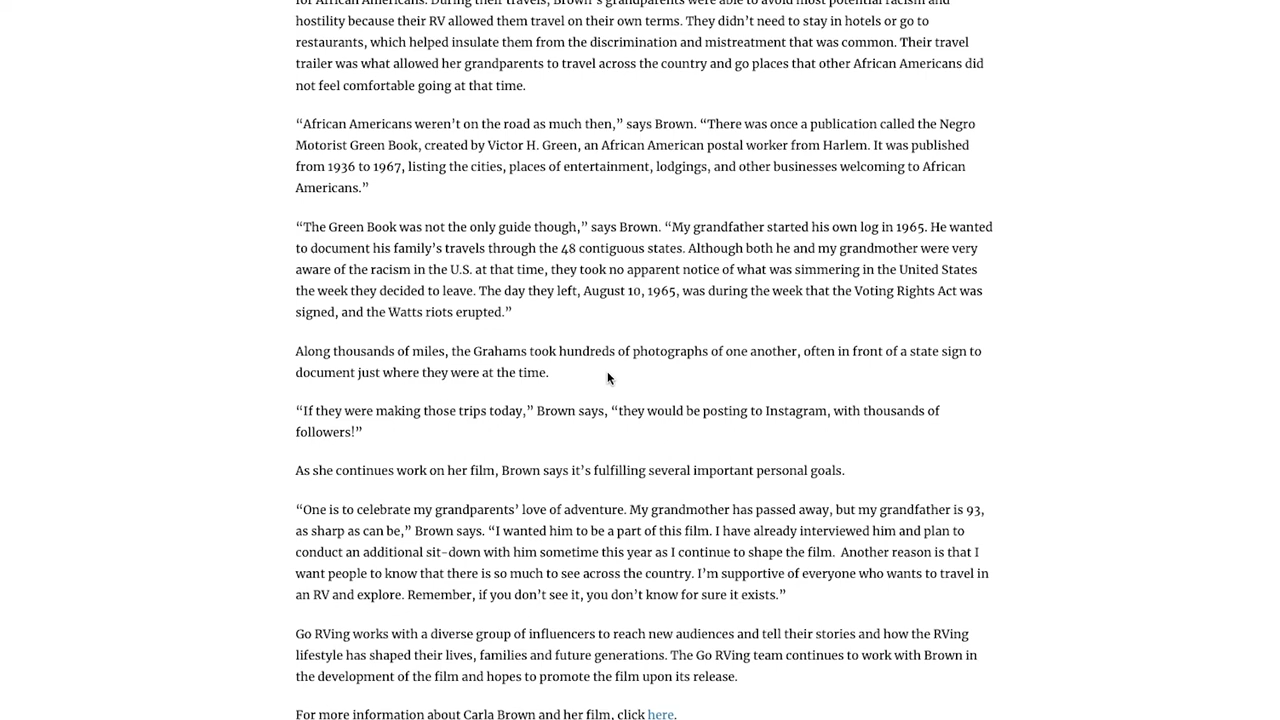 for African Americans. During their travels, Brown’s grandparents were able to avoid most potential racism and
hostility because their RV allowed them travel on their own terms. They didn’t need to stay in hotels or go to
restaurants, which helped insulate them from the discrimination and mistreatment that was common. Their travel
trailer was what allowed her grandparents to travel across the country and go places that other African Americans did
not feel comfortable going at that time.
“African Americans weren’t on the road as much then,” says Brown. “There was once a publication called the Negro
Motorist Green Book, created by Victor H. Green, an African American postal worker from Harlem. It was published
from 1936 to 1967, listing the cities, places of entertainment, lodgings, and other businesses welcoming to African
Americans.”
“The Green Book was not the only guide though,” says Brown. “My grandfather started his own log in 1965. He wanted
to document his family’s travels through the 48 contiguous states. Although both he and my grandmother were very
aware of the racism in the U.S. at that time, they took no apparent notice of what was simmering in the United States
the week they decided to leave. The day they left, August 10, 1965, was during the week that the Voting Rights Act was
signed, and the Watts riots erupted.”
Along thousands of miles, the Grahams took hundreds of photographs of one another, often in front of a state sign to
document just where they were at the time.
“If they were making those trips today,” Brown says, “they would be posting to Instagram, with thousands of
followers!”
As she continues work on her film, Brown says it’s fulfilling several important personal goals.
“One is to celebrate my grandparents’ love of adventure. My grandmother has passed away, but my grandfather is 93,
as sharp as can be,” Brown says. “I wanted him to be a part of this film. I have already interviewed him and plan to
conduct an additional sit-down with him sometime this year as I continue to shape the film.  Another reason is that I
want people to know that there is so much to see across the country. I’m supportive of everyone who wants to travel in
an RV and explore. Remember, if you don’t see it, you don’t know for sure it exists.”
Go RVing works with a diverse group of influencers to reach new audiences and tell their stories and how the RVing
lifestyle has shaped their lives, families and future generations. The Go RVing team continues to work with Brown in
the development of the film and hopes to promote the film upon its release.
For more information about Carla Brown and her film, click here.